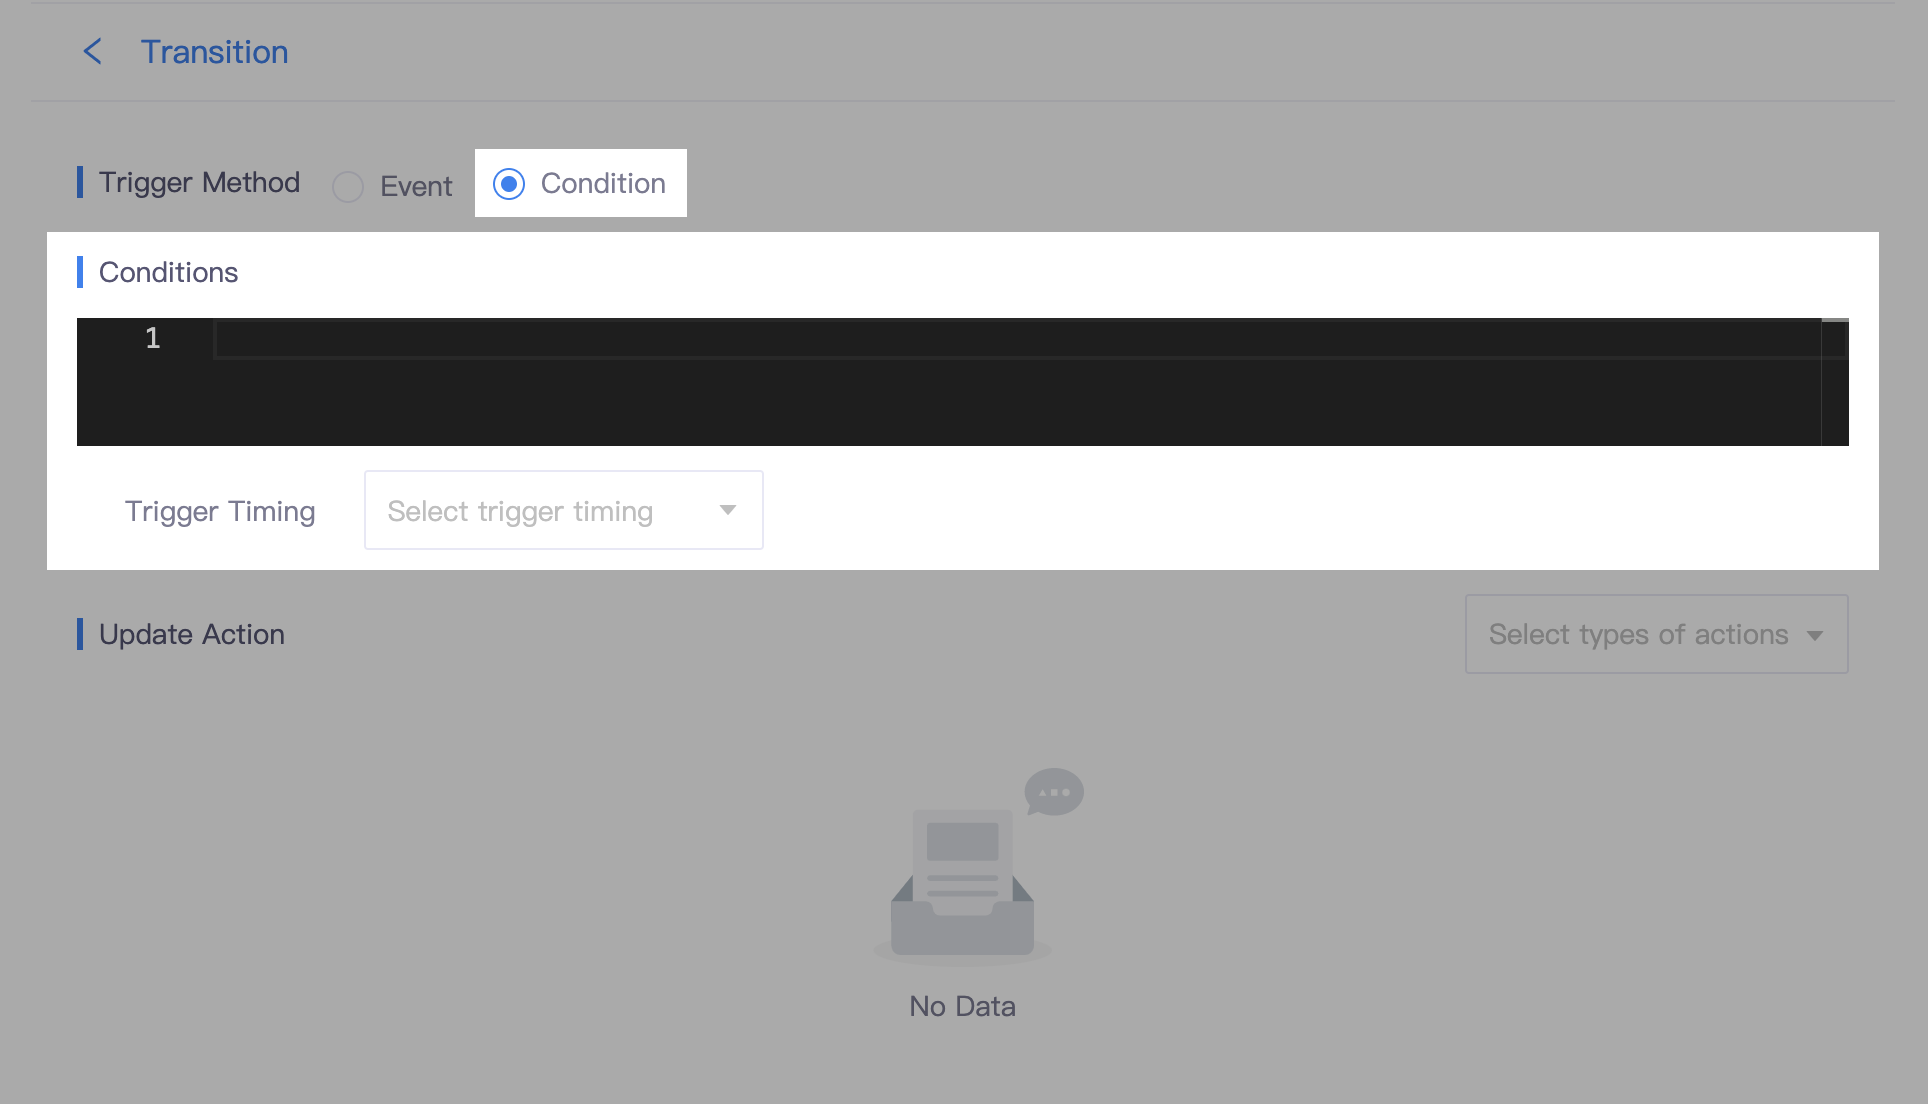 Transition
Trigger Method Event Condition
Conditions
1
Trigger Timing Select trigger timing
Update Action Select types of actions
No Data